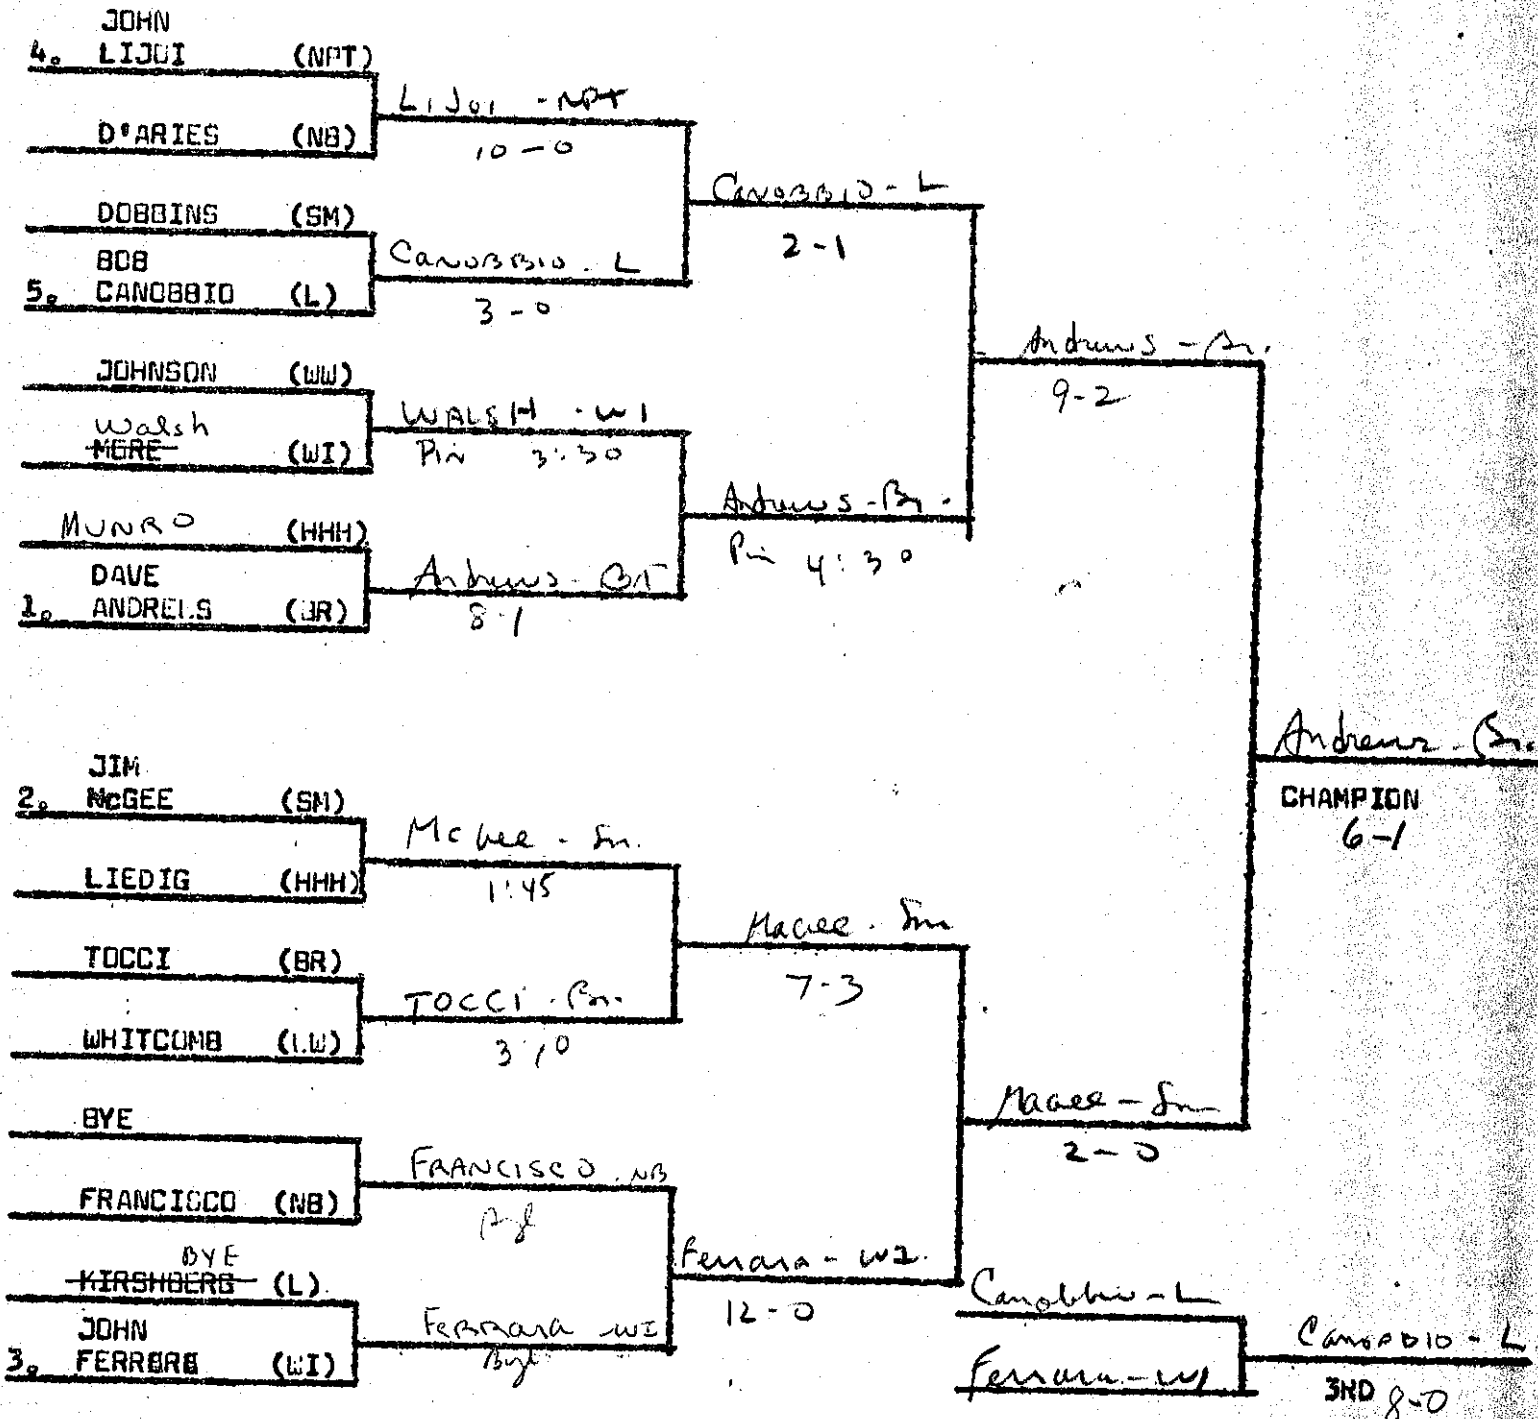 JOHN
4. LIJOI (NPT)
LiJoi - NPT
D'ARIES (NB)
10-0
Canobbio - L
DOBBINS (SM)
2-1
BOB
Canobbio. L
5. CANOBBIO (L)
3-0
Andrews - Br.
JOHNSON (WW)
9-2
Walsh
WALSH - WI
MERE (WI)
Pin 3:30
Andrews - Br.
MUNRO (HHH)
Pin 4:30
DAVE
Andrews - Br
1. ANDREWS (BR)
8-1
Andrews - Br.
JIM
2. McGEE (SM)
CHAMPION
6-1
McGee - Sm.
LIEDIG (HHH)
1:45
Magee - Sm
TOCCI (BR)
7-3
TOCCI - Br.
WHITCOMB (WW)
3:10
Magee - Sm
BYE
2-0
FRANCISCO - NB
FRANCISCO (NB)
Bye
BYE
Ferrara - WI.
KIRSHBERG (L)
12-0
Canobbio - L
JOHN
Ferrara - WI
Canobbio - L
3. FERRERE (WI)
Bye
Ferrara - WI
3RD 8-0